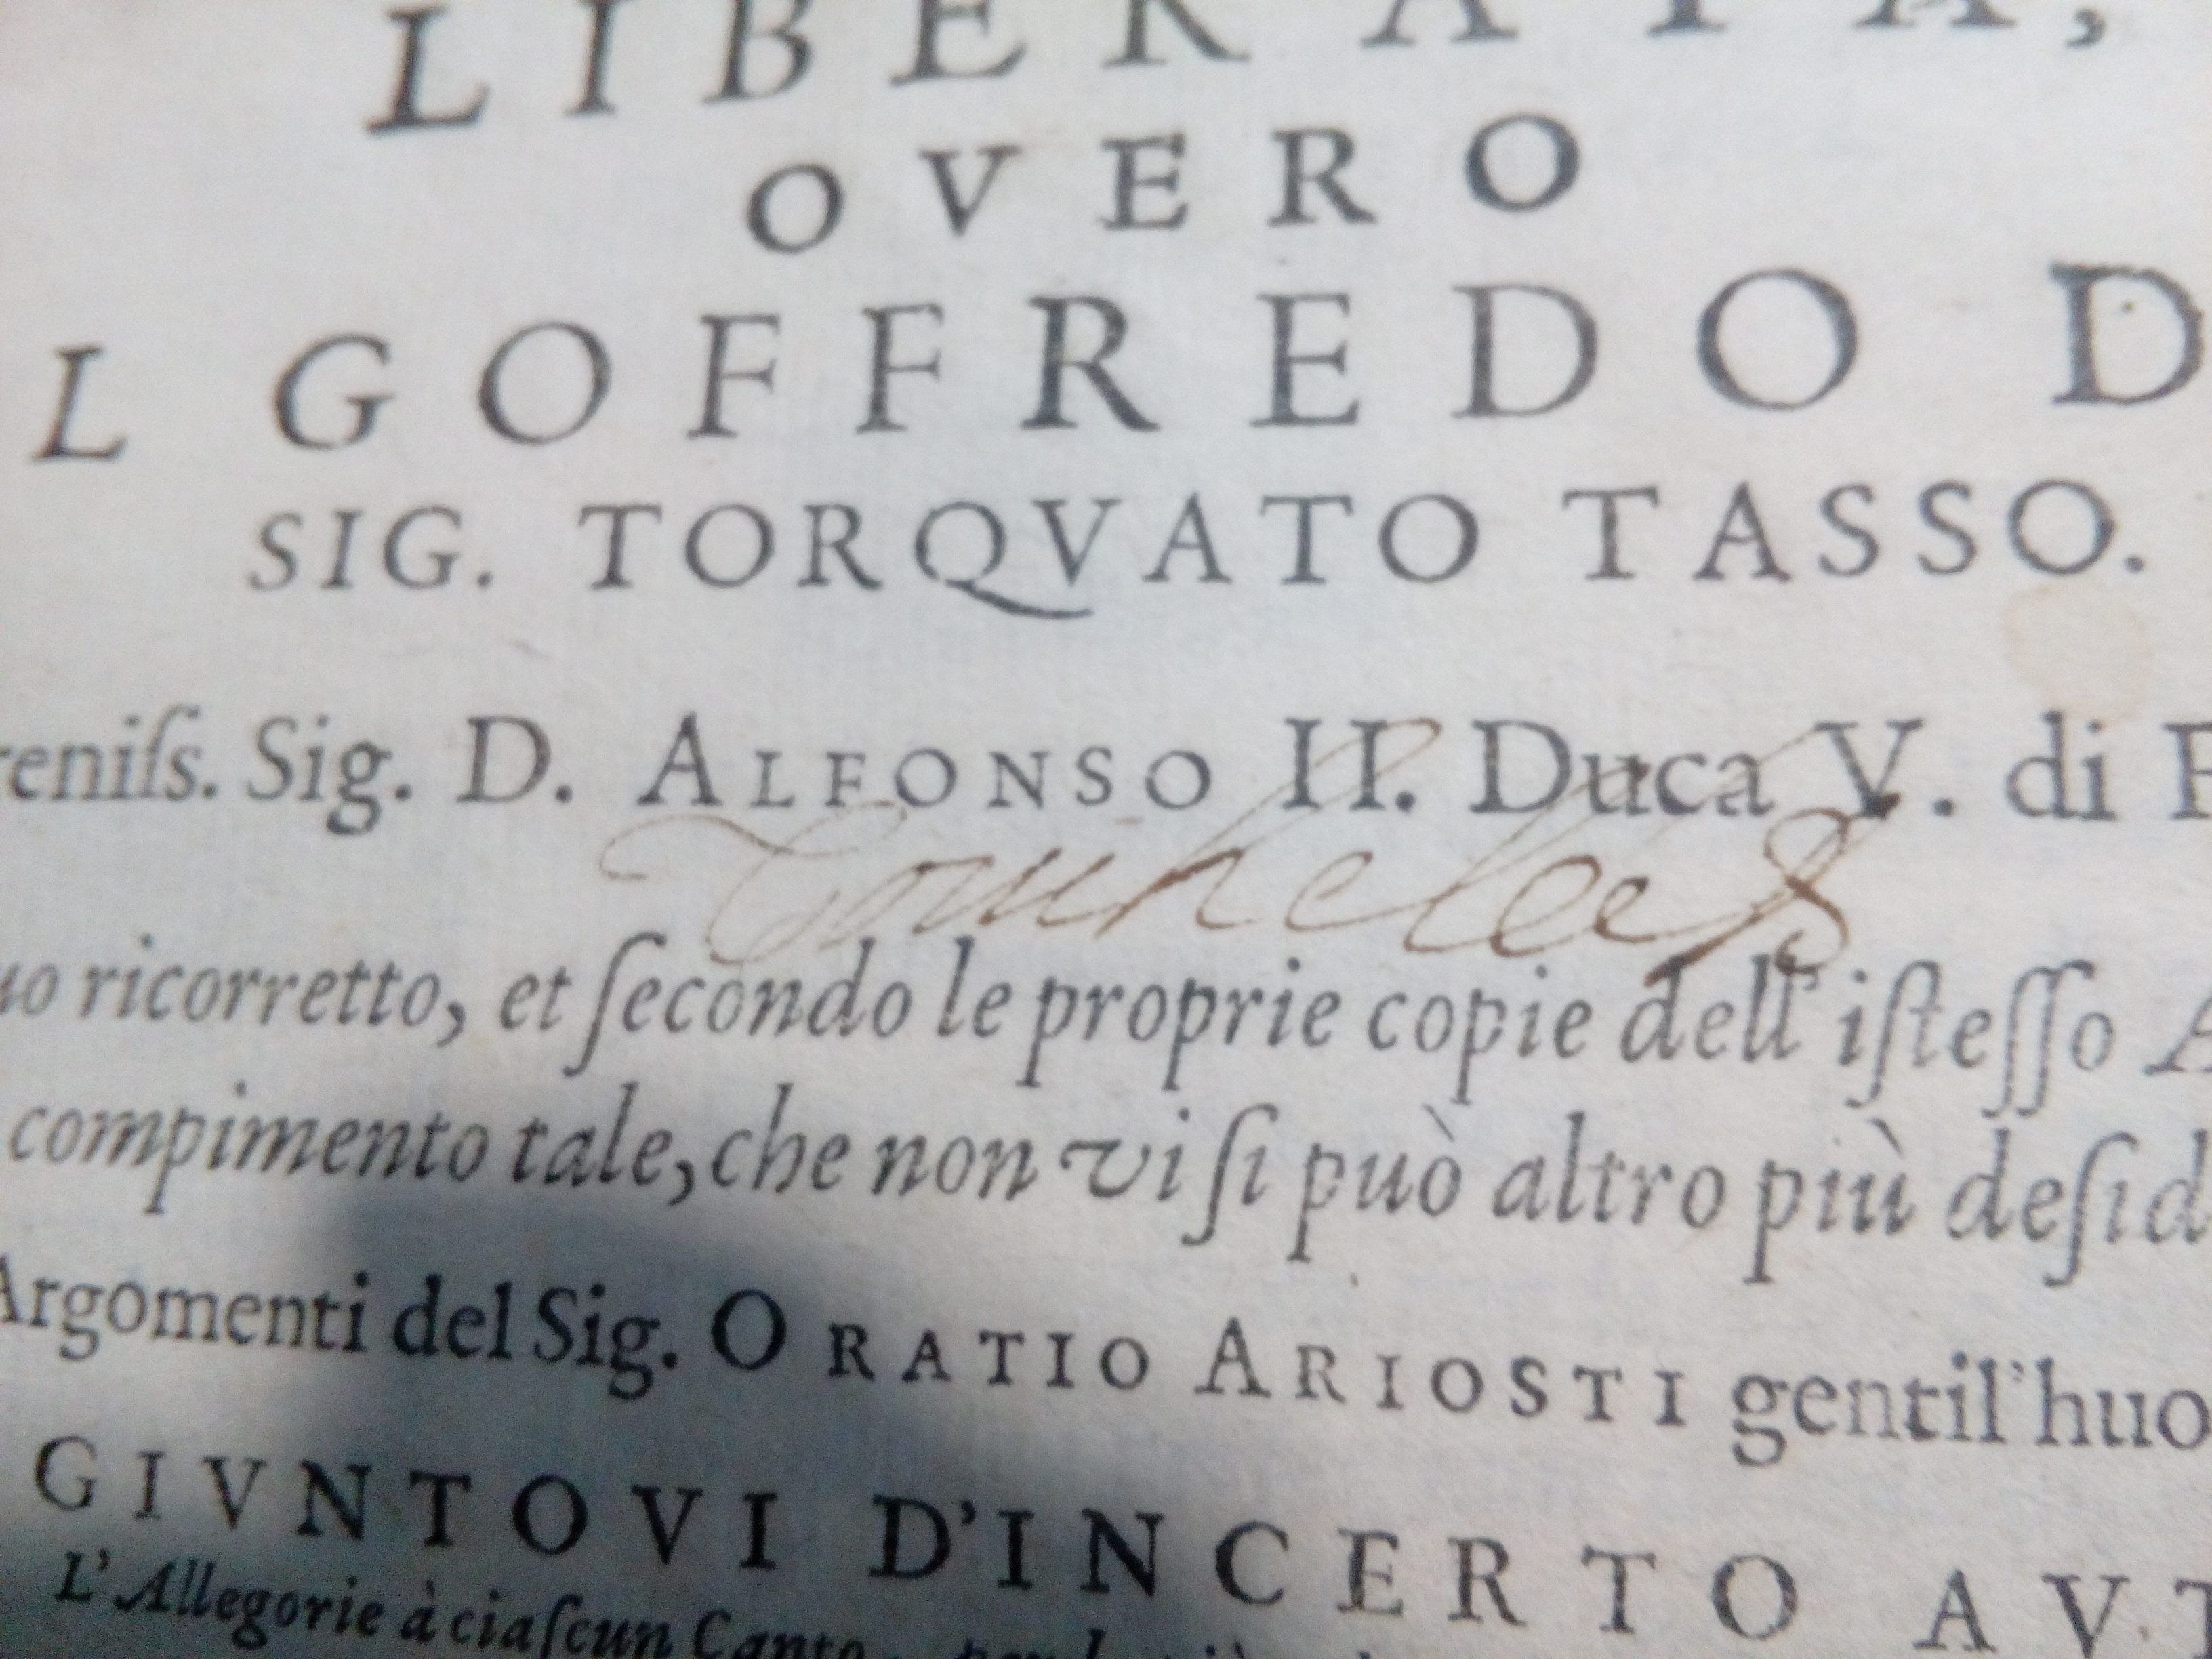 LIBERATA,
OVERO
L GOFFREDO D
SIG. TORQVATO TASSO.
reniſs. Sig. D. ALFONSO II. Duca V. di F
uo ricorretto, et ſecondo le proprie copie dell'iſteſſo A
compimento tale, che non vi ſi può altro più deſid
Argomenti del Sig. ORATIO ARIOSTI gentil'huo
GIVNTOVI D'INCERTO AVT
L'Allegorie à ciaſcun Canto